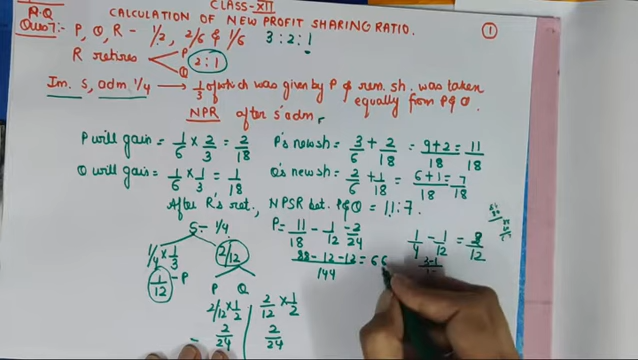 CLASS-XII
P.Q
CALCULATION OF NEW PROFIT SHARING RATIO.
Ques7:- P, Q, R - 1/2, 2/6 & 1/6 3:2:1
1
R retires P
2:1
Q
Im. S, adm 1/4 → 1/3 of which was given by P & rem. sh. was taken
equally from P & Q.
NPR after s' adm,
P will gain = 1/6 × 2/3 = 2/18 P's new sh = 3/6 + 2/18 = 9+2/18 = 11/18
Q will gain = 1/6 × 1/3 = 1/18 Q's new sh = 2/6 + 1/18 = 6+1/18 = 7/18
After R's ret., NPSR bet. P & Q = 11:7.
S - 1/4 P = 11/18 - 1/12 - 2/24 1/4 - 1/12 = 2/12
1/4 × 1/3 2/12 88-12-12/144 = 66 3-1
1/12 - P
P Q
2/12 × 1/2 2/12 × 1/2
= 2/24 2/24